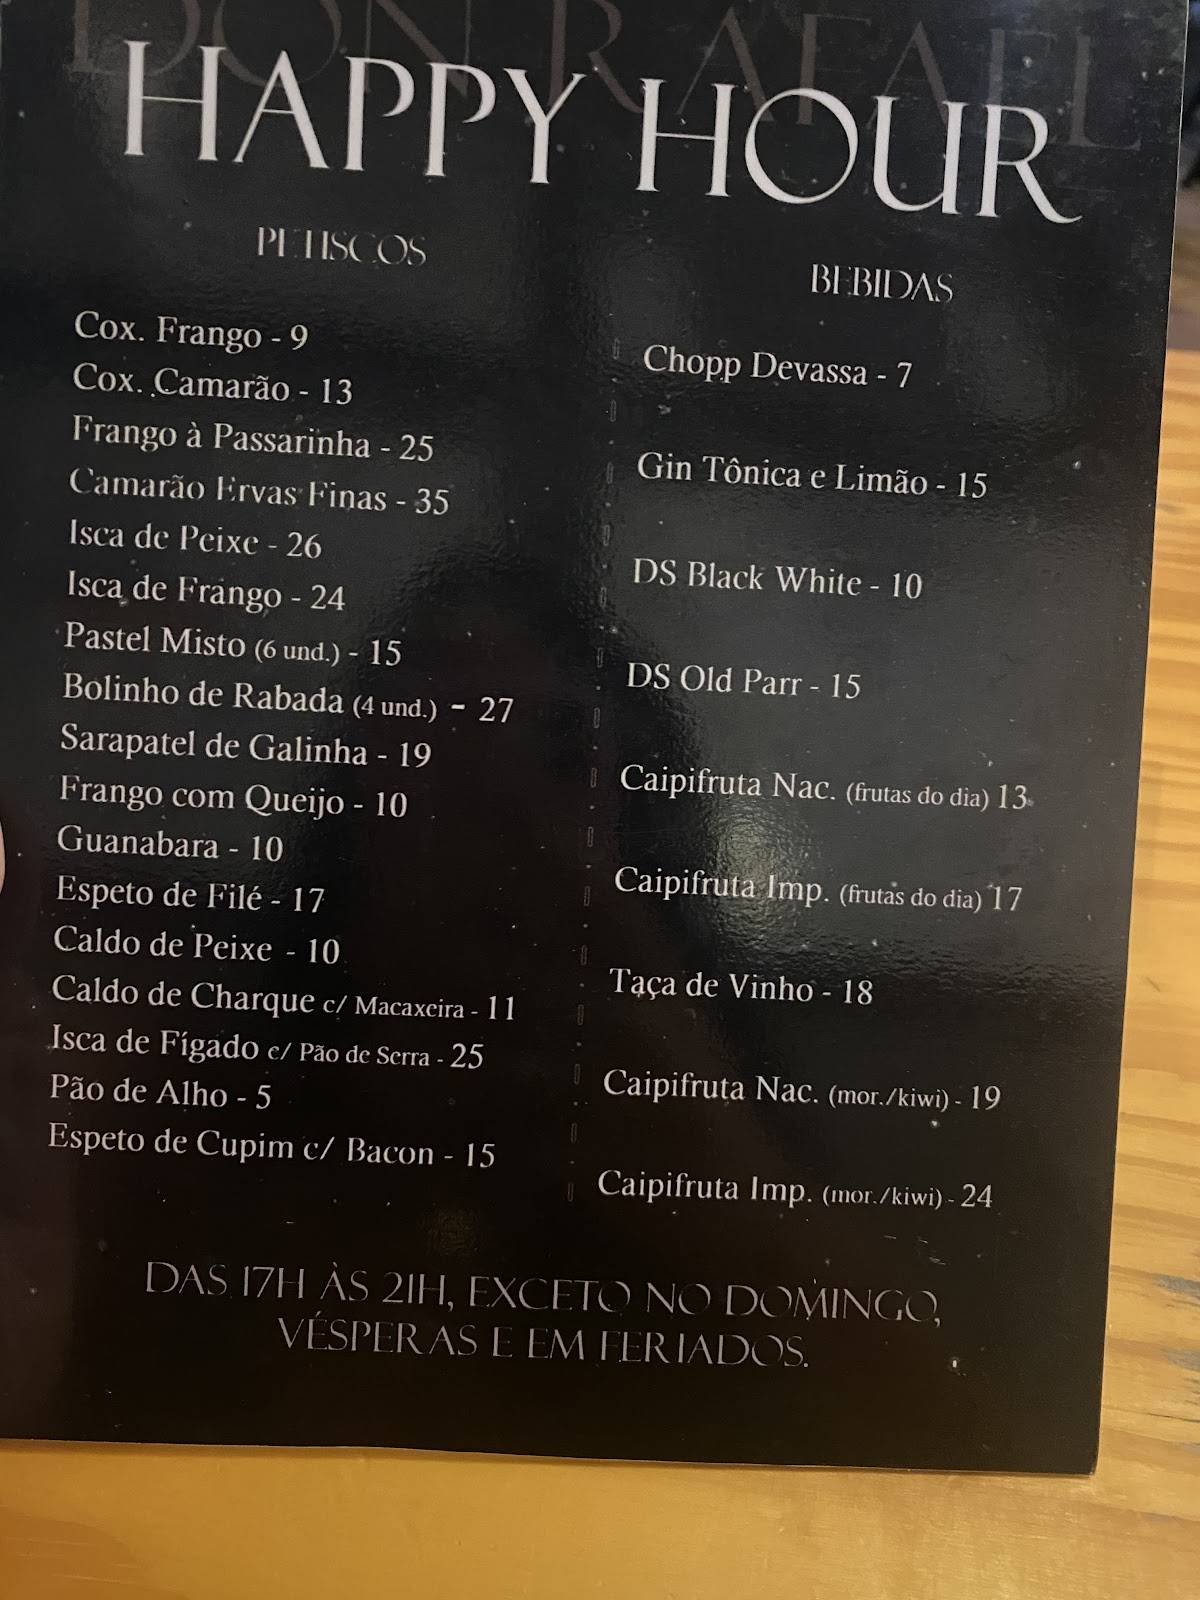 DON RAFAEL
HAPPY HOUR
PETISCOS
Cox. Frango - 9
Cox. Camarão - 13
Frango à Passarinha - 25
Camarão Ervas Finas - 35
Isca de Peixe - 26
Isca de Frango - 24
Pastel Misto (6 und.) - 15
Bolinho de Rabada (4 und.) - 27
Sarapatel de Galinha - 19
Frango com Queijo - 10
Guanabara - 10
Espeto de Filé - 17
Caldo de Peixe - 10
Caldo de Charque c/ Macaxeira - 11
Isca de Fígado c/ Pão de Serra - 25
Pão de Alho - 5
Espeto de Cupim c/ Bacon - 15
BEBIDAS
Chopp Devassa - 7
Gin Tônica e Limão - 15
DS Black White - 10
DS Old Parr - 15
Caipifruta Nac. (frutas do dia) 13
Caipifruta Imp. (frutas do dia) 17
Taça de Vinho - 18
Caipifruta Nac. (mor./kiwi) - 19
Caipifruta Imp. (mor./kiwi) - 24
DAS 17H ÀS 21H, EXCETO NO DOMINGO,
VÉSPERAS E EM FERIADOS.